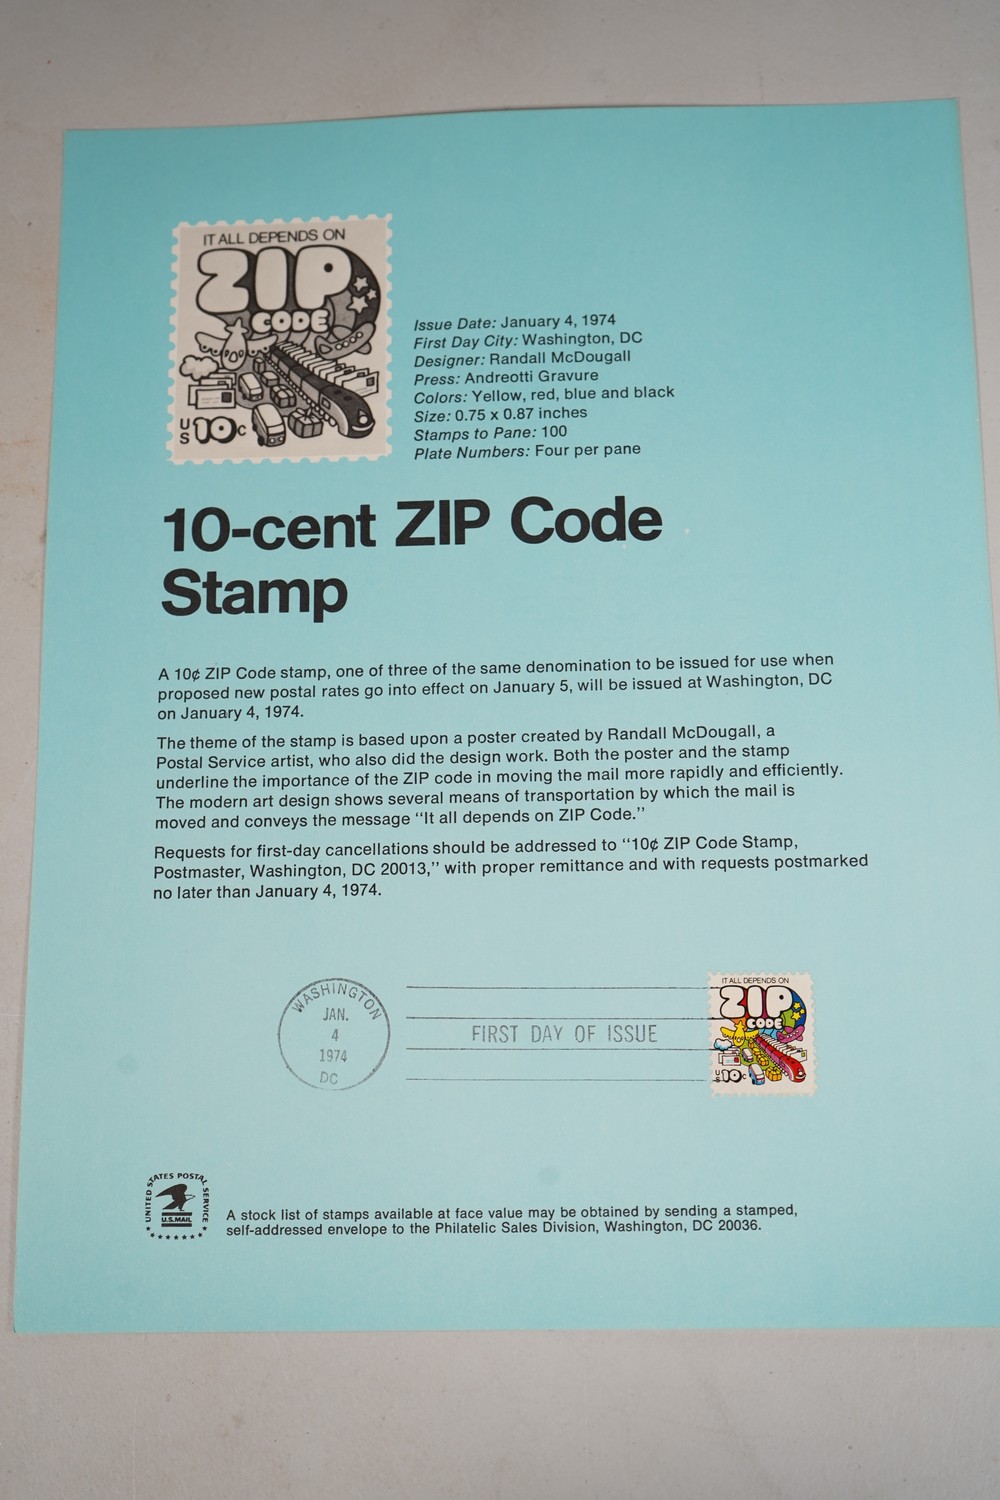 IT ALL DEPENDS ON
ZIP
CODE
US
10c
Issue Date: January 4, 1974
First Day City: Washington, DC
Designer: Randall McDougall
Press: Andreotti Gravure
Colors: Yellow, red, blue and black
Size: 0.75 x 0.87 inches
Stamps to Pane: 100
Plate Numbers: Four per pane
10-cent ZIP Code
Stamp
A 10¢ ZIP Code stamp, one of three of the same denomination to be issued for use when
proposed new postal rates go into effect on January 5, will be issued at Washington, DC
on January 4, 1974.
The theme of the stamp is based upon a poster created by Randall McDougall, a
Postal Service artist, who also did the design work. Both the poster and the stamp
underline the importance of the ZIP code in moving the mail more rapidly and efficiently.
The modern art design shows several means of transportation by which the mail is
moved and conveys the message "It all depends on ZIP Code."
Requests for first-day cancellations should be addressed to "10¢ ZIP Code Stamp,
Postmaster, Washington, DC 20013," with proper remittance and with requests postmarked
no later than January 4, 1974.
WASHINGTON
JAN.
4
1974
DC
FIRST DAY OF ISSUE
IT ALL DEPENDS ON
ZIP
CODE
US
10c
UNITED STATES POSTAL SERVICE
U.S.MAIL
A stock list of stamps available at face value may be obtained by sending a stamped,
self-addressed envelope to the Philatelic Sales Division, Washington, DC 20036.